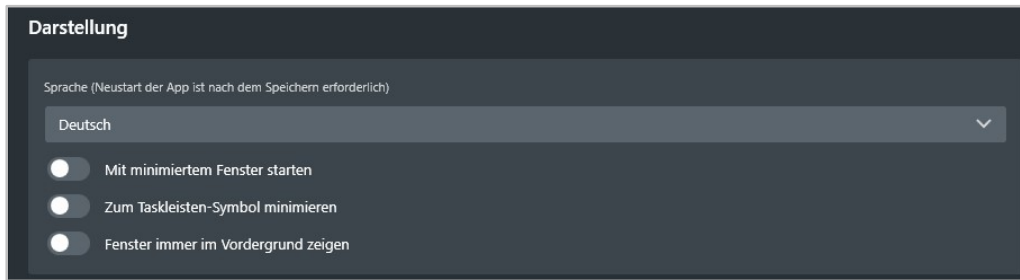 Darstellung
Sprache (Neustart der App ist nach dem Speichern erforderlich)
Deutsch
Mit minimiertem Fenster starten
Zum Taskleisten-Symbol minimieren
Fenster immer im Vordergrund zeigen